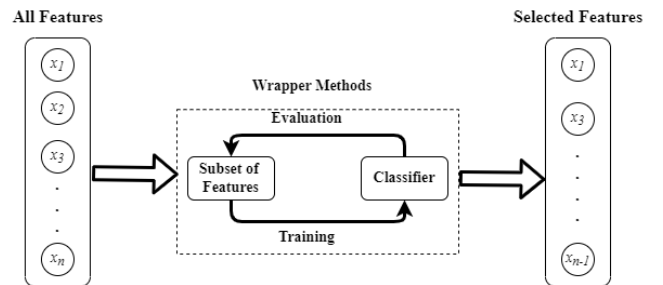 All Features
Selected Features
x1
x2
x3
.
.
.
xn
Wrapper Methods
Evaluation
Subset of
Features
Classifier
Training
x1
x3
.
.
.
.
xn-1